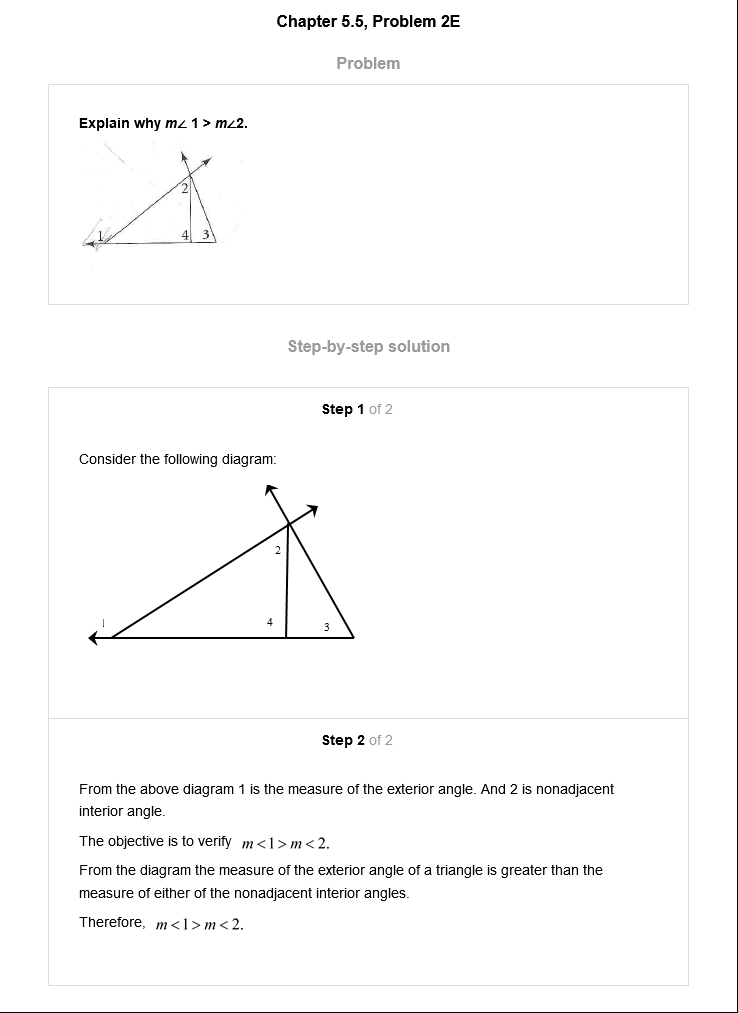 Chapter 5.5, Problem 2E
Problem
Explain why m∠ 1 > m∠2.
2
1
4 3
Step-by-step solution
Step 1 of 2
Consider the following diagram:
2
1
4
3
Step 2 of 2
From the above diagram 1 is the measure of the exterior angle. And 2 is nonadjacent
interior angle.
The objective is to verify m<1>m<2.
From the diagram the measure of the exterior angle of a triangle is greater than the
measure of either of the nonadjacent interior angles.
Therefore, m<1>m<2.